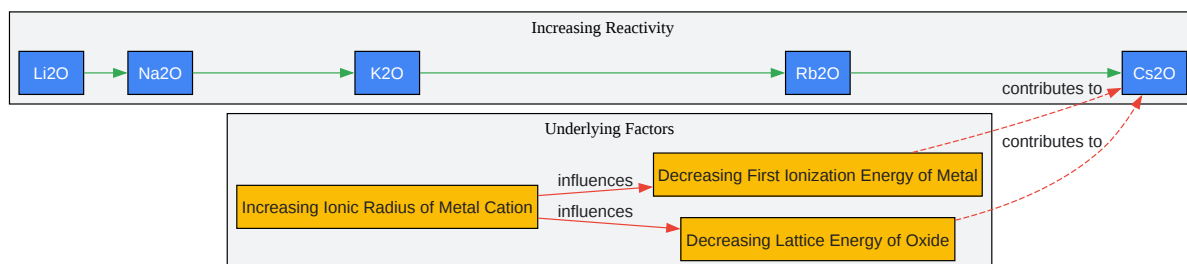 Increasing Reactivity
Li2O
Na2O
K2O
Rb2O
Cs2O
contributes to
Underlying Factors
contributes to
influences
Decreasing First Ionization Energy of Metal
Increasing Ionic Radius of Metal Cation
influences
Decreasing Lattice Energy of Oxide